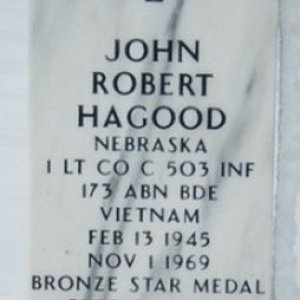 JOHN
ROBERT
HAGOOD
NEBRASKA
1 LT CO C 503 INF
173 ABN BDE
VIETNAM
FEB 13 1945
NOV 1 1969
BRONZE STAR MEDAL